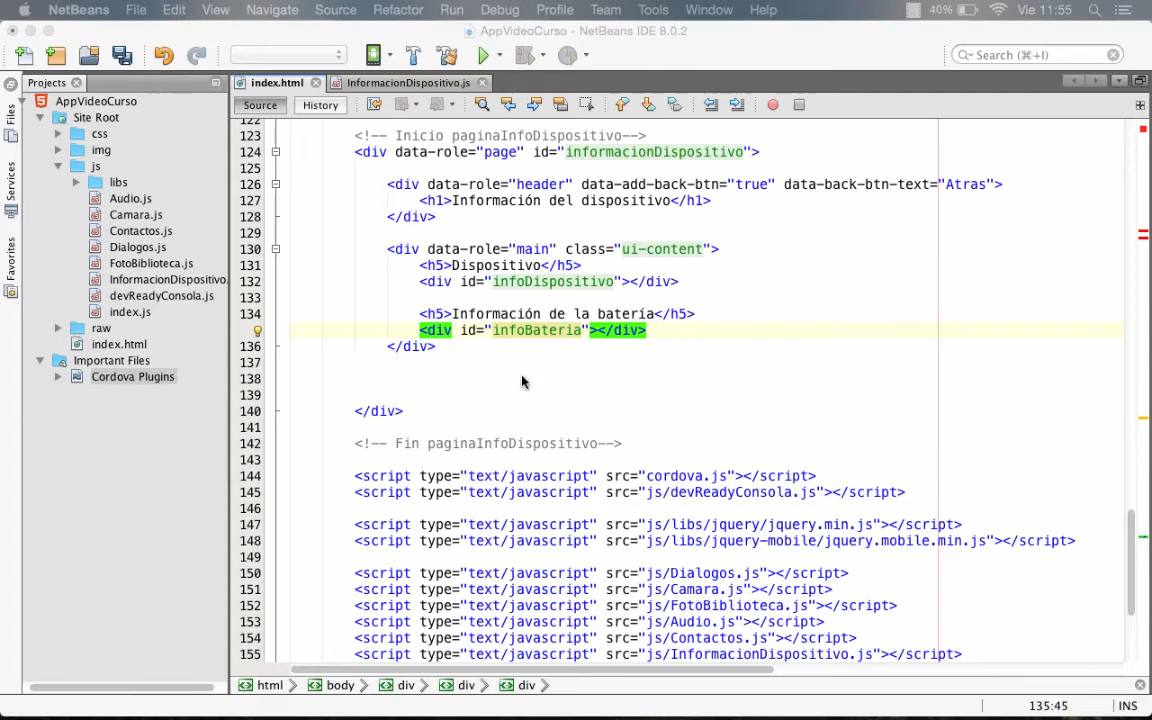 NetBeans File Edit View Navigate Source Refactor Run Debug Profile Team Tools Window Help 40% Vie 11:55
AppVideoCurso – NetBeans IDE 8.0.2
Search (⌘+I)
Projects
index.html
InformacionDispositivo.js
Source History
Files
Services
Favorites
AppVideoCurso
Site Root
css
img
js
libs
Audio.js
Camara.js
Contactos.js
Dialogos.js
FotoBiblioteca.js
InformacionDispositivo.
devReadyConsola.js
index.js
raw
index.html
Important Files
Cordova Plugins
122
123 <!-- Inicio paginaInfoDispositivo-->
124 <div data-role="page" id="informacionDispositivo">
125
126 <div data-role="header" data-add-back-btn="true" data-back-btn-text="Atras">
127 <h1>Información del dispositivo</h1>
128 </div>
129
130 <div data-role="main" class="ui-content">
131 <h5>Dispositivo</h5>
132 <div id="infoDispositivo"></div>
133
134 <h5>Información de la batería</h5>
<div id="infoBateria"></div>
136 </div>
137
138
139
140 </div>
141
142 <!-- Fin paginaInfoDispositivo-->
143
144 <script type="text/javascript" src="cordova.js"></script>
145 <script type="text/javascript" src="js/devReadyConsola.js"></script>
146
147 <script type="text/javascript" src="js/libs/jquery/jquery.min.js"></script>
148 <script type="text/javascript" src="js/libs/jquery-mobile/jquery.mobile.min.js"></script>
149
150 <script type="text/javascript" src="js/Dialogos.js"></script>
151 <script type="text/javascript" src="js/Camara.js"></script>
152 <script type="text/javascript" src="js/FotoBiblioteca.js"></script>
153 <script type="text/javascript" src="js/Audio.js"></script>
154 <script type="text/javascript" src="js/Contactos.js"></script>
155 <script type="text/javascript" src="js/InformacionDispositivo.js"></script>
html body div div div
135:45 INS